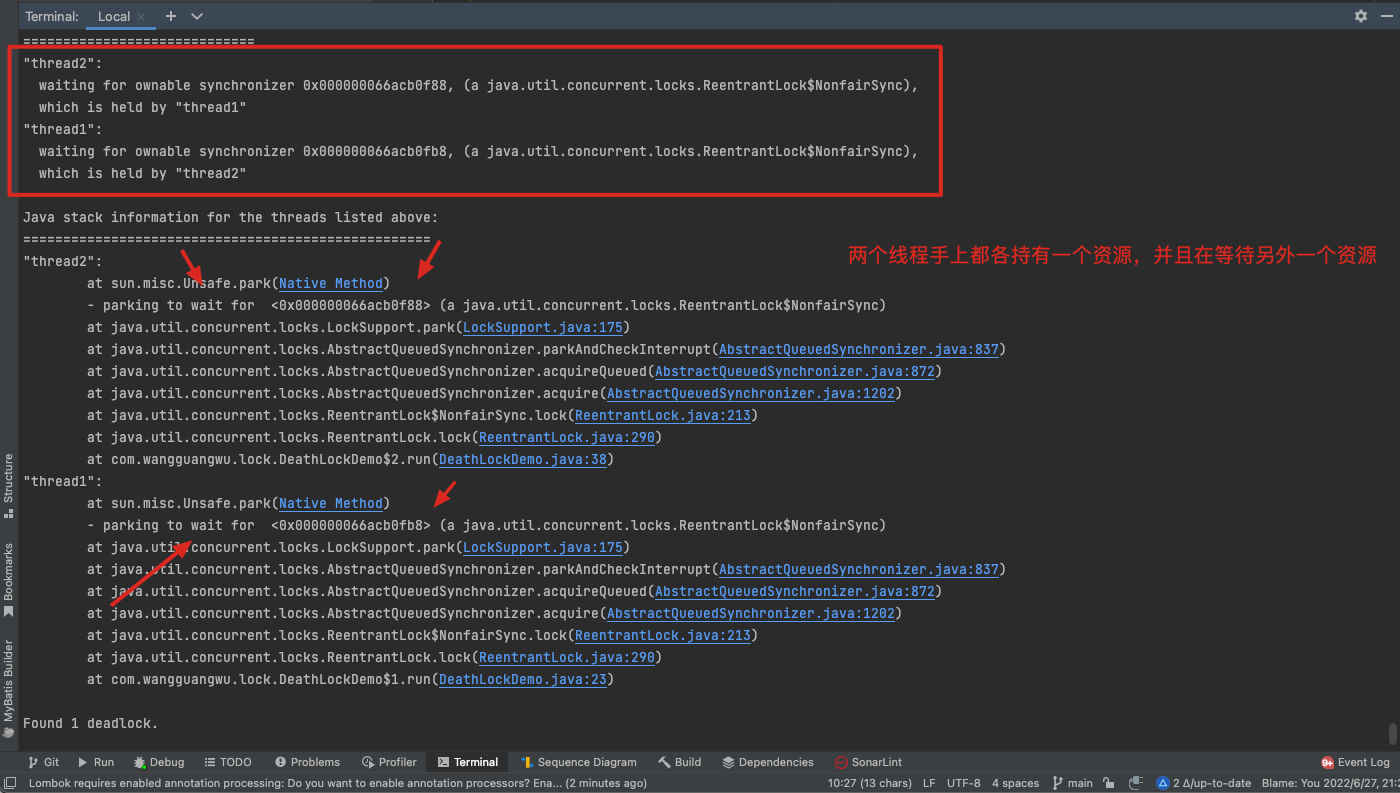 Terminal:
Local
=============================
"thread2":
waiting for ownable synchronizer 0x000000066acb0f88, (a java.util.concurrent.locks.ReentrantLock$NonfairSync),
which is held by "thread1"
"thread1":
waiting for ownable synchronizer 0x000000066acb0fb8, (a java.util.concurrent.locks.ReentrantLock$NonfairSync),
which is held by "thread2"
Java stack information for the threads listed above:
===================================================
两个线程手上都各持有一个资源，并且在等待另外一个资源
"thread2":
at sun.misc.Unsafe.park(Native Method)
- parking to wait for  <0x000000066acb0f88> (a java.util.concurrent.locks.ReentrantLock$NonfairSync)
at java.util.concurrent.locks.LockSupport.park(LockSupport.java:175)
at java.util.concurrent.locks.AbstractQueuedSynchronizer.parkAndCheckInterrupt(AbstractQueuedSynchronizer.java:837)
at java.util.concurrent.locks.AbstractQueuedSynchronizer.acquireQueued(AbstractQueuedSynchronizer.java:872)
at java.util.concurrent.locks.AbstractQueuedSynchronizer.acquire(AbstractQueuedSynchronizer.java:1202)
at java.util.concurrent.locks.ReentrantLock$NonfairSync.lock(ReentrantLock.java:213)
at java.util.concurrent.locks.ReentrantLock.lock(ReentrantLock.java:290)
at com.wangguangwu.lock.DeathLockDemo$2.run(DeathLockDemo.java:38)
"thread1":
at sun.misc.Unsafe.park(Native Method)
- parking to wait for  <0x000000066acb0fb8> (a java.util.concurrent.locks.ReentrantLock$NonfairSync)
at java.util.concurrent.locks.LockSupport.park(LockSupport.java:175)
at java.util.concurrent.locks.AbstractQueuedSynchronizer.parkAndCheckInterrupt(AbstractQueuedSynchronizer.java:837)
at java.util.concurrent.locks.AbstractQueuedSynchronizer.acquireQueued(AbstractQueuedSynchronizer.java:872)
at java.util.concurrent.locks.AbstractQueuedSynchronizer.acquire(AbstractQueuedSynchronizer.java:1202)
at java.util.concurrent.locks.ReentrantLock$NonfairSync.lock(ReentrantLock.java:213)
at java.util.concurrent.locks.ReentrantLock.lock(ReentrantLock.java:290)
at com.wangguangwu.lock.DeathLockDemo$1.run(DeathLockDemo.java:23)
Found 1 deadlock.
Structure
Bookmarks
MyBatis Builder
Git Run Debug TODO Problems Profiler Terminal Sequence Diagram Build Dependencies SonarLint 9+ Event Log
Lombok requires enabled annotation processing: Do you want to enable annotation processors? Ena... (2 minutes ago) 10:27 (13 chars) LF UTF-8 4 spaces main 2 Δ/up-to-date Blame: You 2022/6/27, 21:2